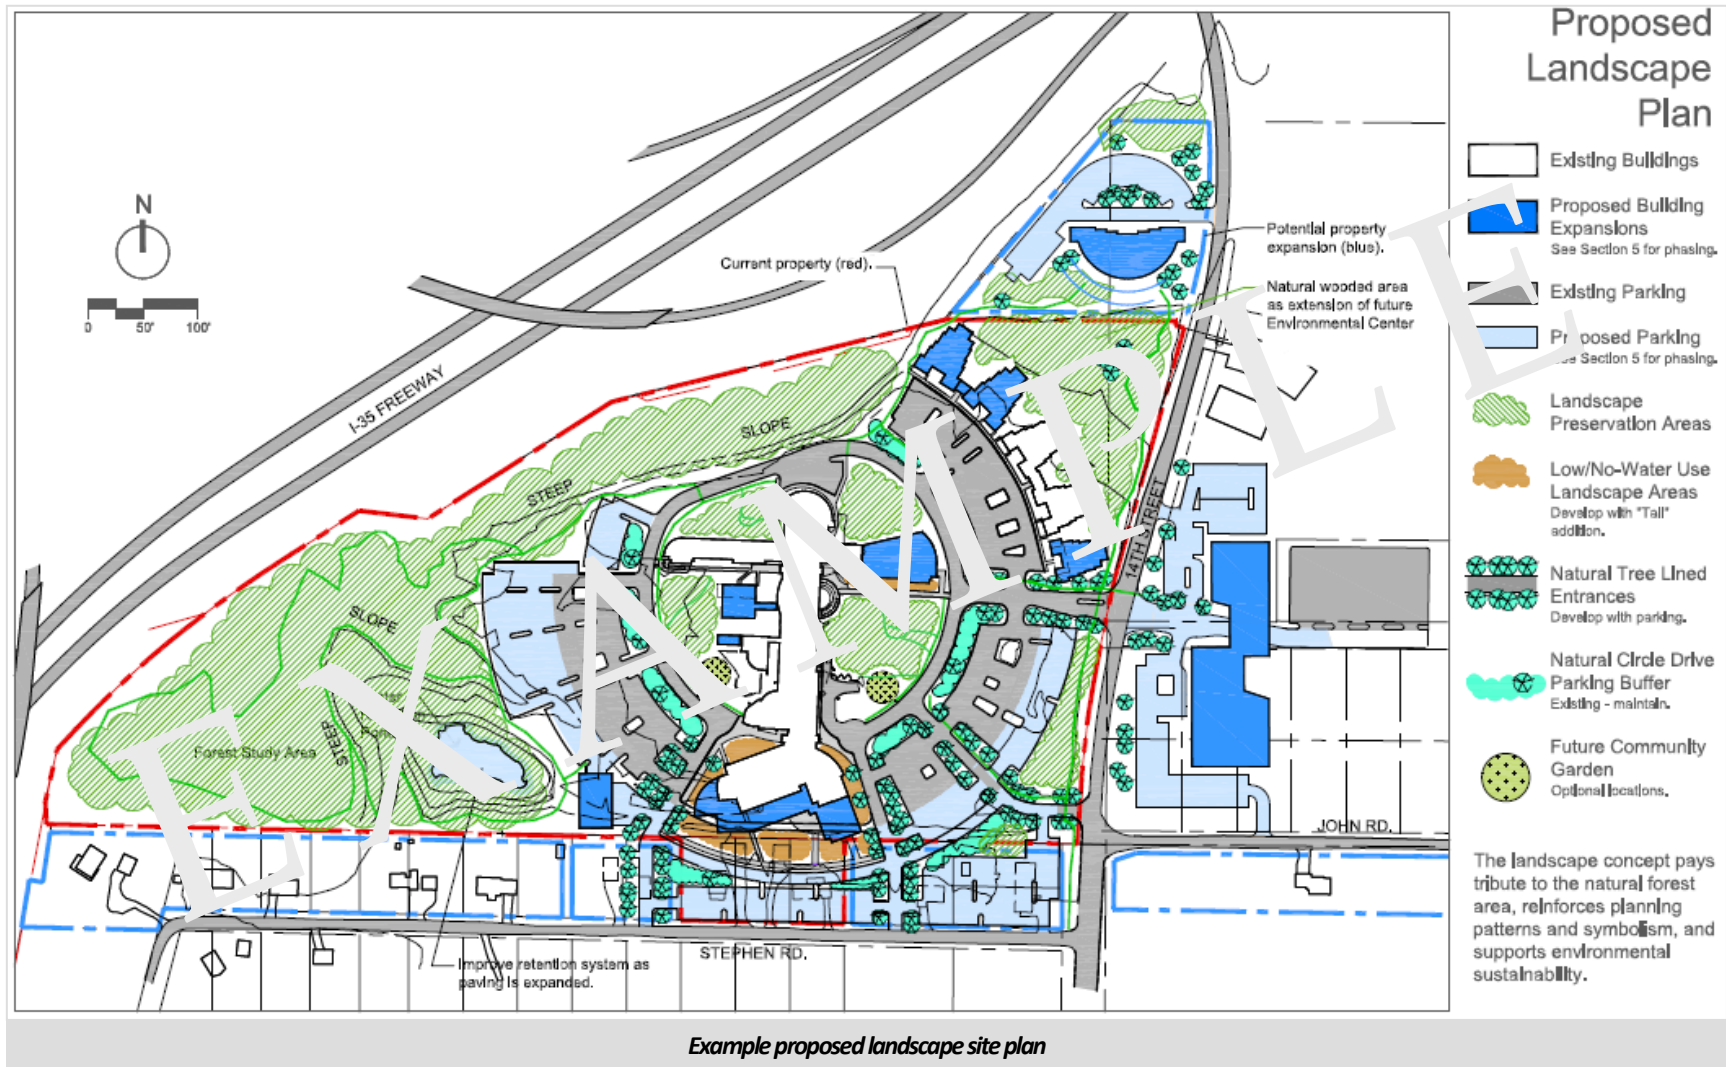 Proposed
Landscape
Plan
Existing Buildings
Proposed Building
Expansions
See Section 5 for phasing.
Existing Parking
Proposed Parking
See Section 5 for phasing.
Landscape
Preservation Areas
Low/No-Water Use
Landscape Areas
Develop with "Tall"
addition.
Natural Tree Lined
Entrances
Develop with parking.
Natural Circle Drive
Parking Buffer
Existing - maintain.
Future Community
Garden
Optional locations.
The landscape concept pays
tribute to the natural forest
area, reinforces planning
patterns and symbolism, and
supports environmental
sustainability.
N
0 50' 100'
I-35 FREEWAY
Current property (red).
Potential property
expansion (blue).
Natural wooded area
as extension of future
Environmental Center
STEEP SLOPE
STEEP SLOPE
Forest Study Area
14TH STREET
JOHN RD.
STEPHEN RD.
Improve retention system as
paving is expanded.
EXAMPLE
Example proposed landscape site plan